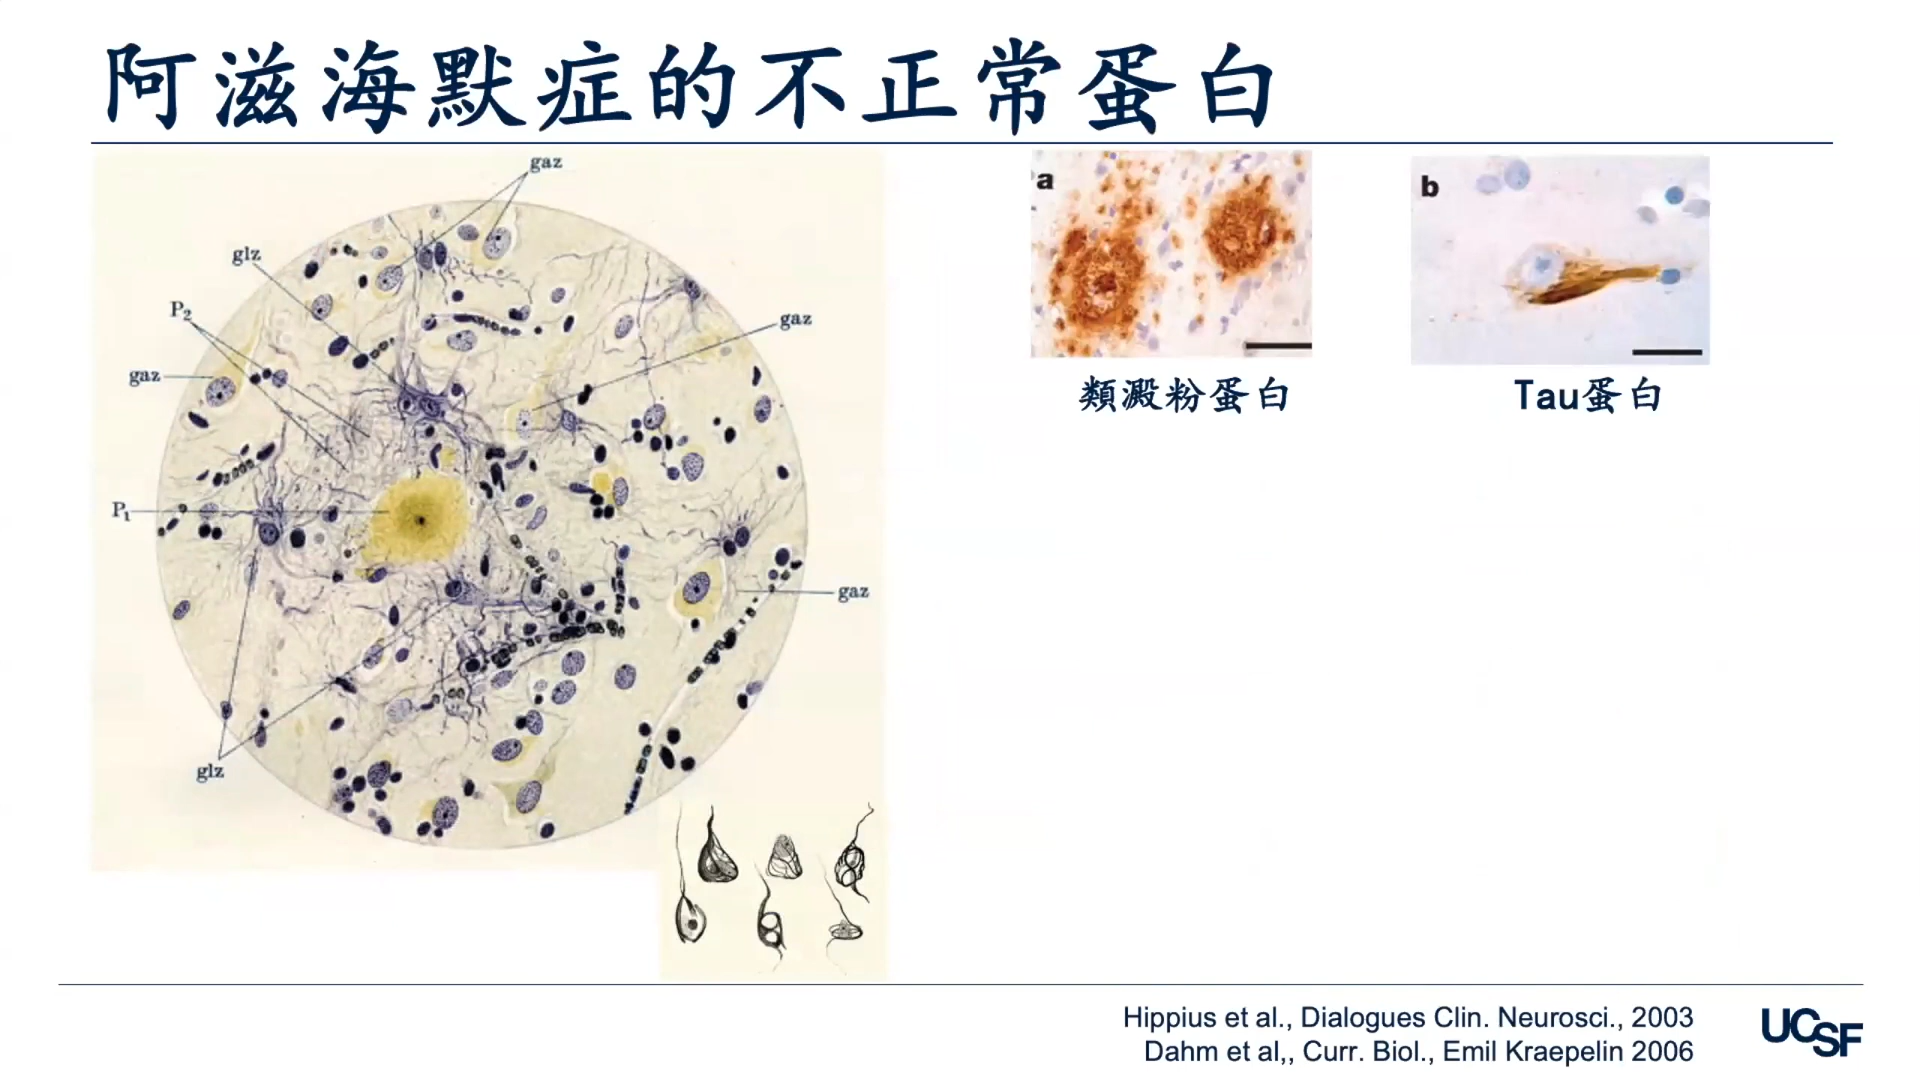 阿滋海默症的不正常蛋白
gaz
glz
P₂
gaz
gaz
P₁
gaz
glz
a
b
類澱粉蛋白
Tau蛋白
Hippius et al., Dialogues Clin. Neurosci., 2003
Dahm et al,, Curr. Biol., Emil Kraepelin 2006
UCSF